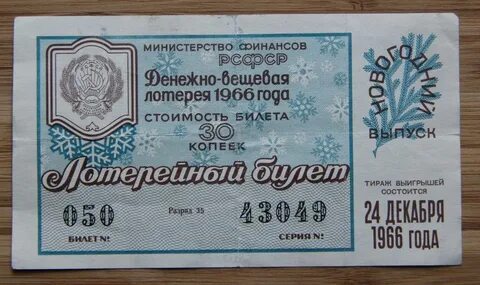 МИНИСТЕРСТВО ФИНАНСОВ
РСФСР
Денежно-вещевая
лотерея 1966 года
СТОИМОСТЬ БИЛЕТА
30
КОПЕЕК
НОВОГОДНИЙ
ВЫПУСК
Лотерейный билет
050
БИЛЕТ №
Разряд 35
43049
СЕРИЯ №
ТИРАЖ ВЫИГРЫШЕЙ
СОСТОИТСЯ
24 ДЕКАБРЯ
1966 ГОДА